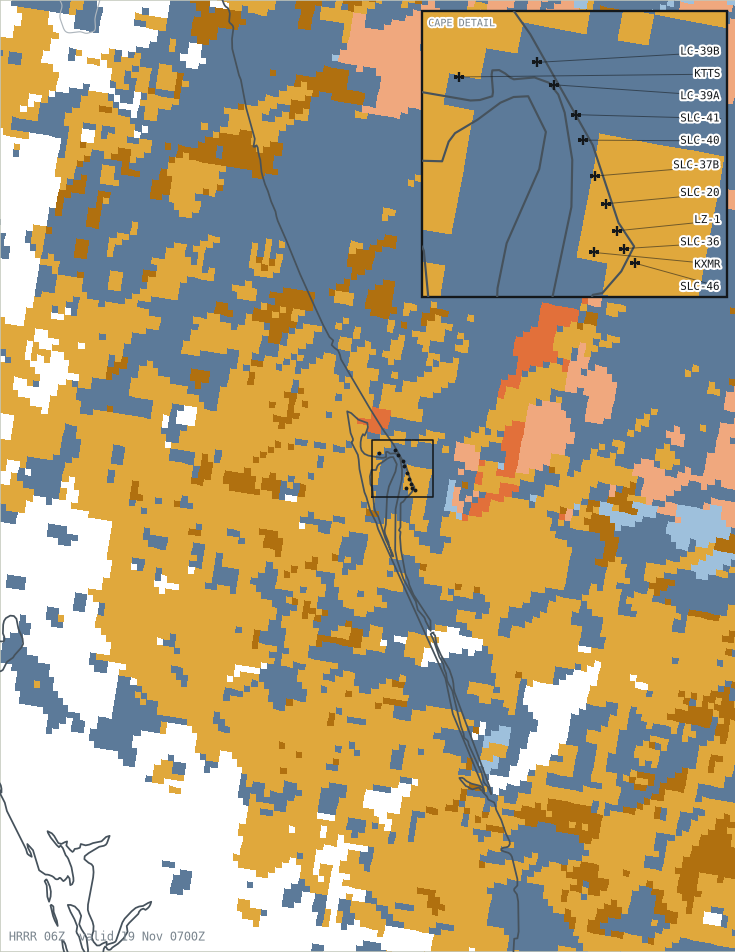 CAPE DETAIL
LC-39B
KTTS
LC-39A
SLC-41
SLC-40
SLC-37B
SLC-20
LZ-1
SLC-36
KXMR
SLC-46
HRRR 06Z valid 19 Nov 0700Z